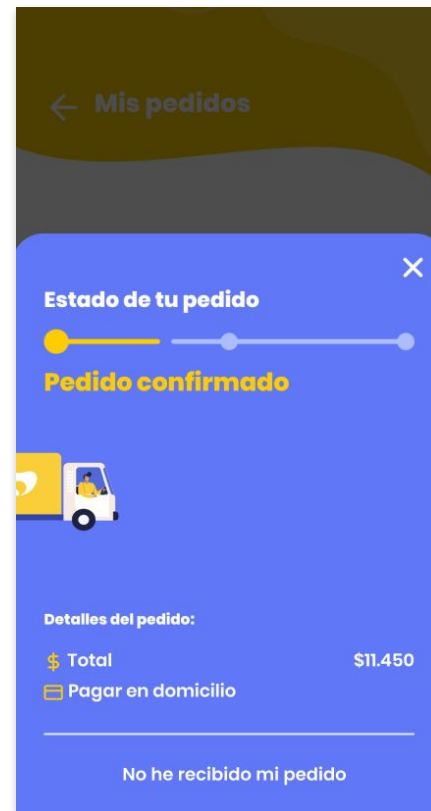 Mis pedidos
Estado de tu pedido
Pedido confirmado
Detalles del pedido:
$ Total $11.450
Pagar en domicilio
No he recibido mi pedido